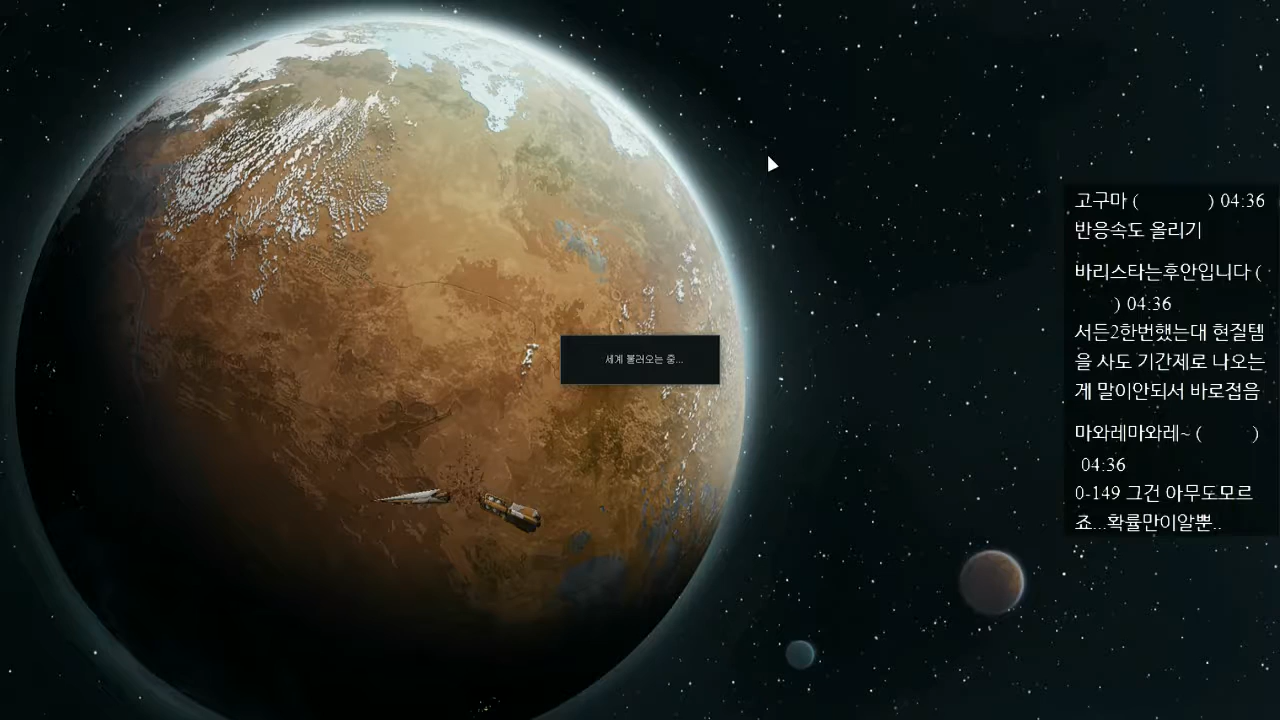 세계 불러오는 중...
고구마 ( ) 04:36
반응속도 올리기
바리스타는후안입니다 (
) 04:36
서든2한번했는대 현질템
을 사도 기간제로 나오는
게 말이안되서 바로접음
마와레마와레~ ( )
04:36
0-149 그건 아무도모르
죠...확률만이알뿐..